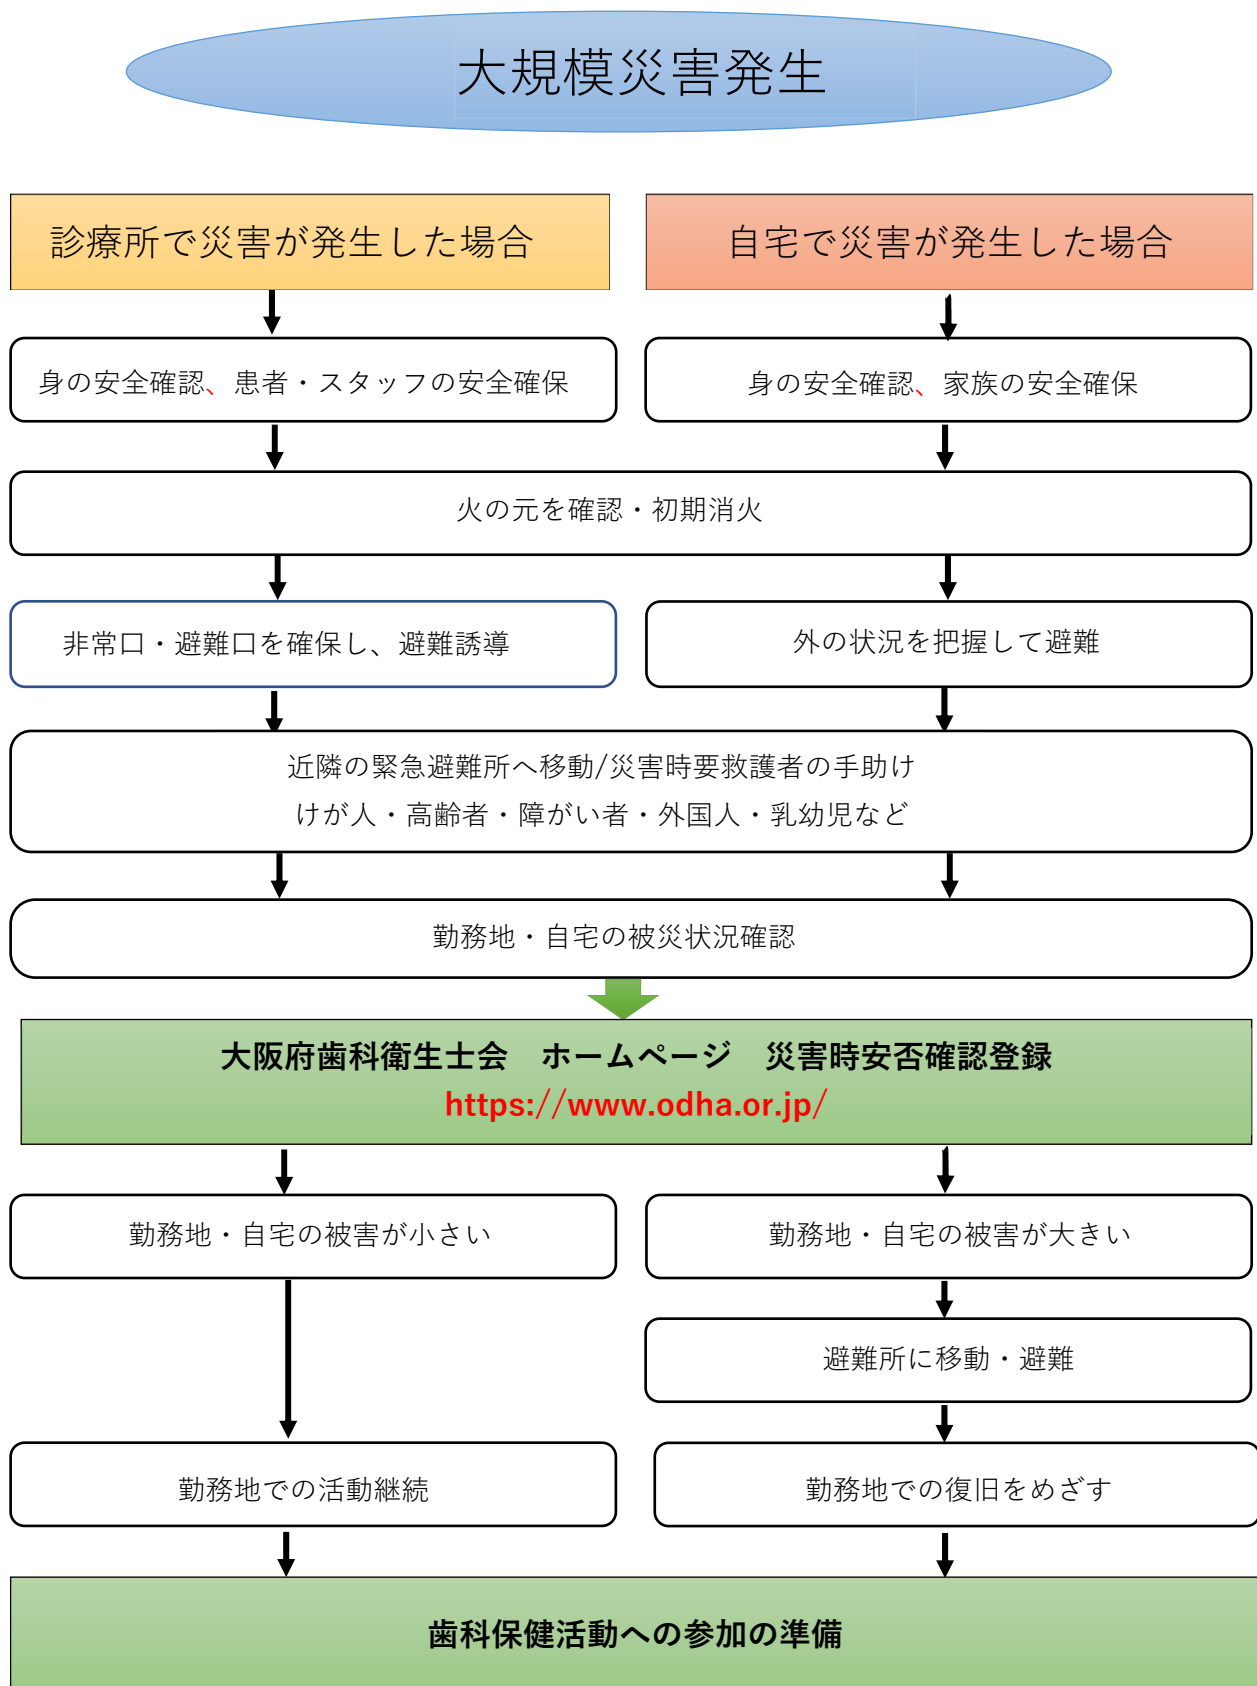 大規模災害発生
診療所で災害が発生した場合
自宅で災害が発生した場合
身の安全確認、患者・スタッフの安全確保
身の安全確認、家族の安全確保
火の元を確認・初期消火
非常口・避難口を確保し、避難誘導
外の状況を把握して避難
近隣の緊急避難所へ移動/災害時要救護者の手助け
けが人・高齢者・障がい者・外国人・乳幼児など
勤務地・自宅の被災状況確認
大阪府歯科衛生士会　ホームページ　災害時安否確認登録
https://www.odha.or.jp/
勤務地・自宅の被害が小さい
勤務地・自宅の被害が大きい
避難所に移動・避難
勤務地での活動継続
勤務地での復旧をめざす
歯科保健活動への参加の準備